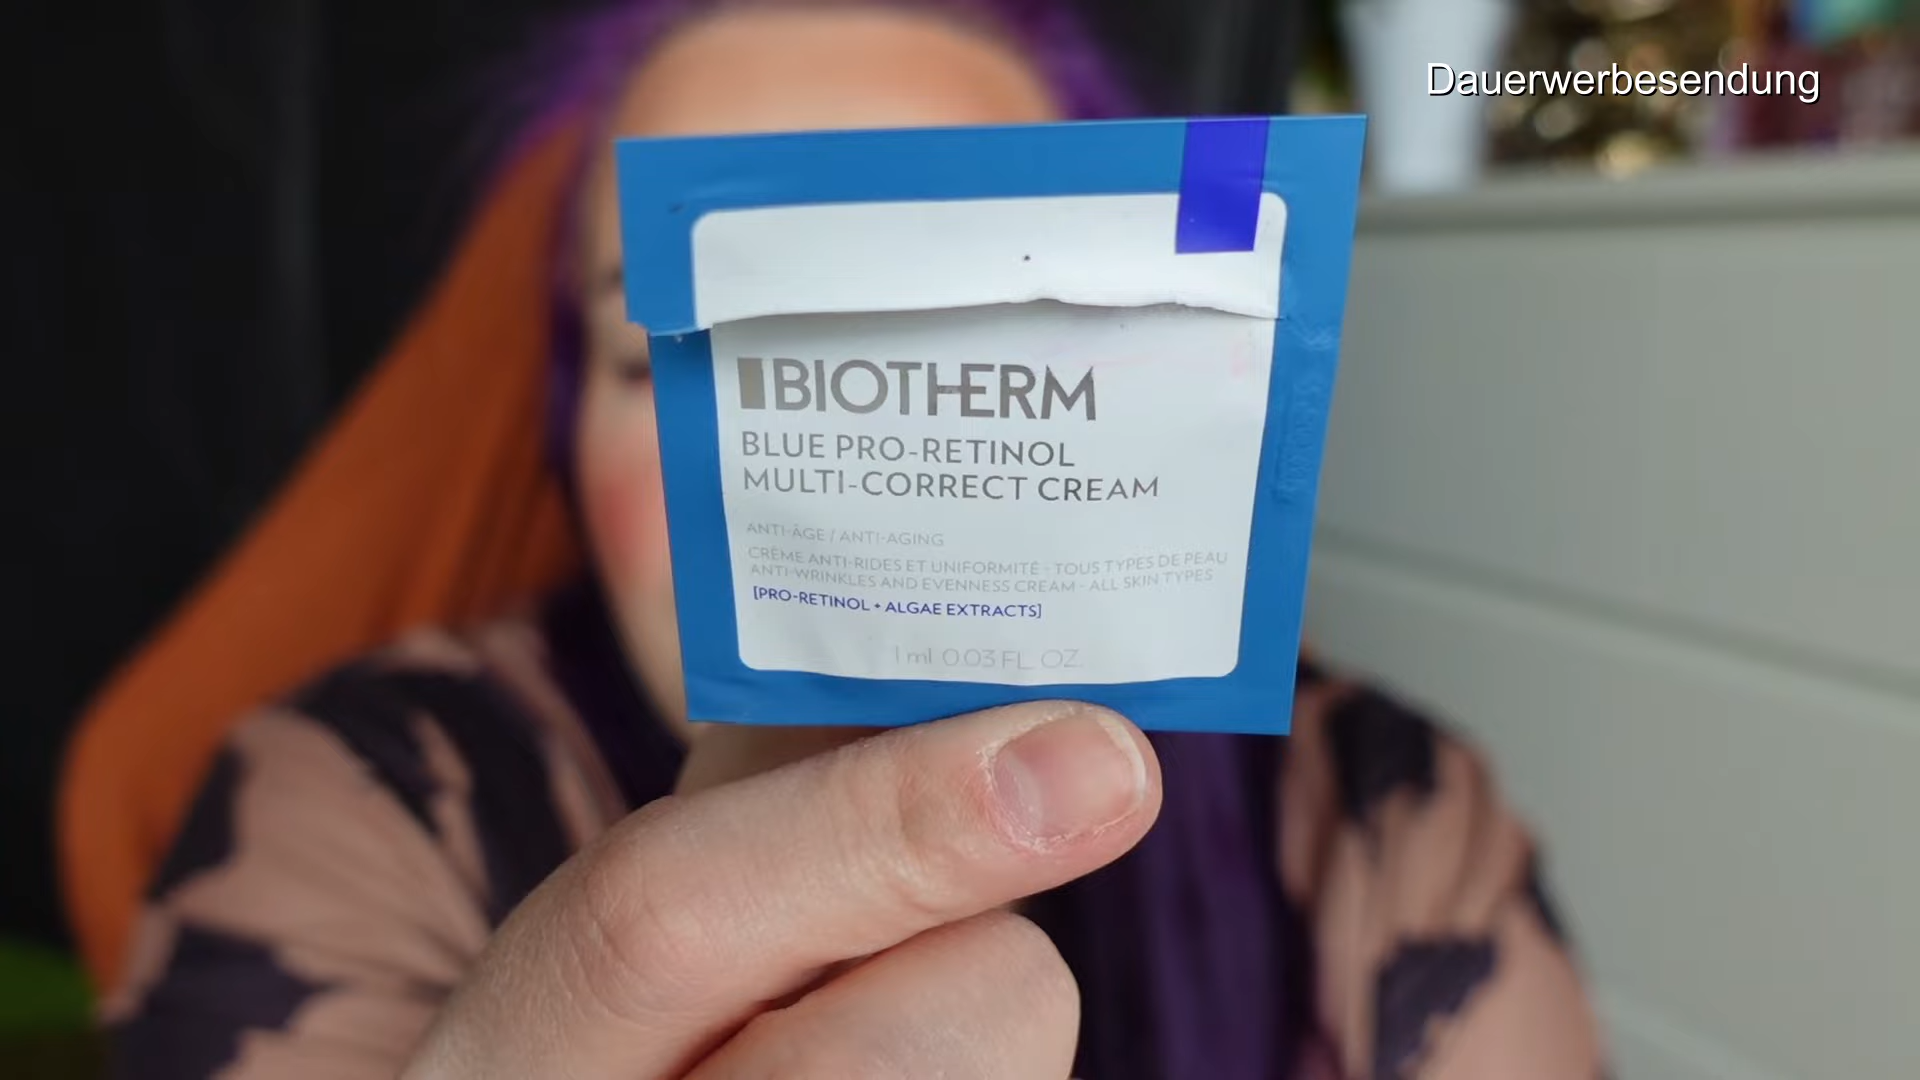 Dauerwerbesendung
BIOTHERM
BLUE PRO-RETINOL
MULTI-CORRECT CREAM
ANTI-ÂGE / ANTI-AGING
CRÈME ANTI-RIDES ET UNIFORMITÉ - TOUS TYPES DE PEAU
ANTI-WRINKLES AND EVENNESS CREAM - ALL SKIN TYPES
[PRO-RETINOL + ALGAE EXTRACTS]
1 ml 0.03 FL. OZ.